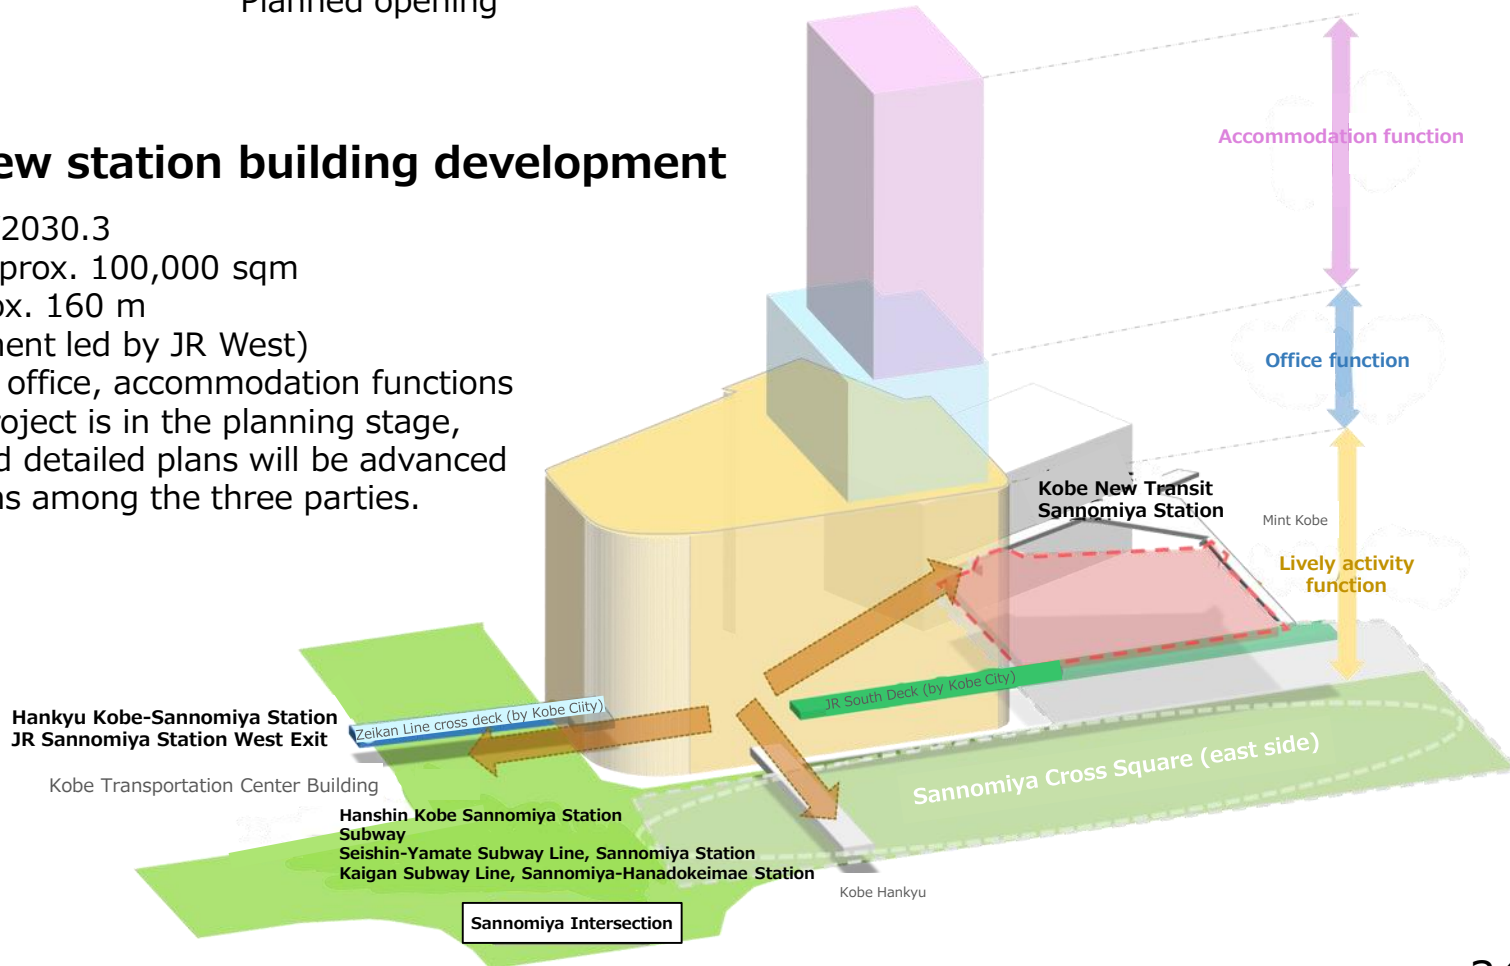 Planned opening
ew station building development
2030.3
prox. 100,000 sqm
ox. 160 m
ment led by JR West)
office, accommodation functions
roject is in the planning stage,
d detailed plans will be advanced
ns among the three parties.
Accommodation function
Office function
Kobe New Transit
Sannomiya Station
Mint Kobe
Lively activity
function
JR South Deck (by Kobe City)
Zeikan Line cross deck (by Kobe Ciity)
Hankyu Kobe-Sannomiya Station
JR Sannomiya Station West Exit
Kobe Transportation Center Building
Sannomiya Cross Square (east side)
Hanshin Kobe Sannomiya Station
Subway
Seishin-Yamate Subway Line, Sannomiya Station
Kaigan Subway Line, Sannomiya-Hanadokeimae Station
Kobe Hankyu
Sannomiya Intersection